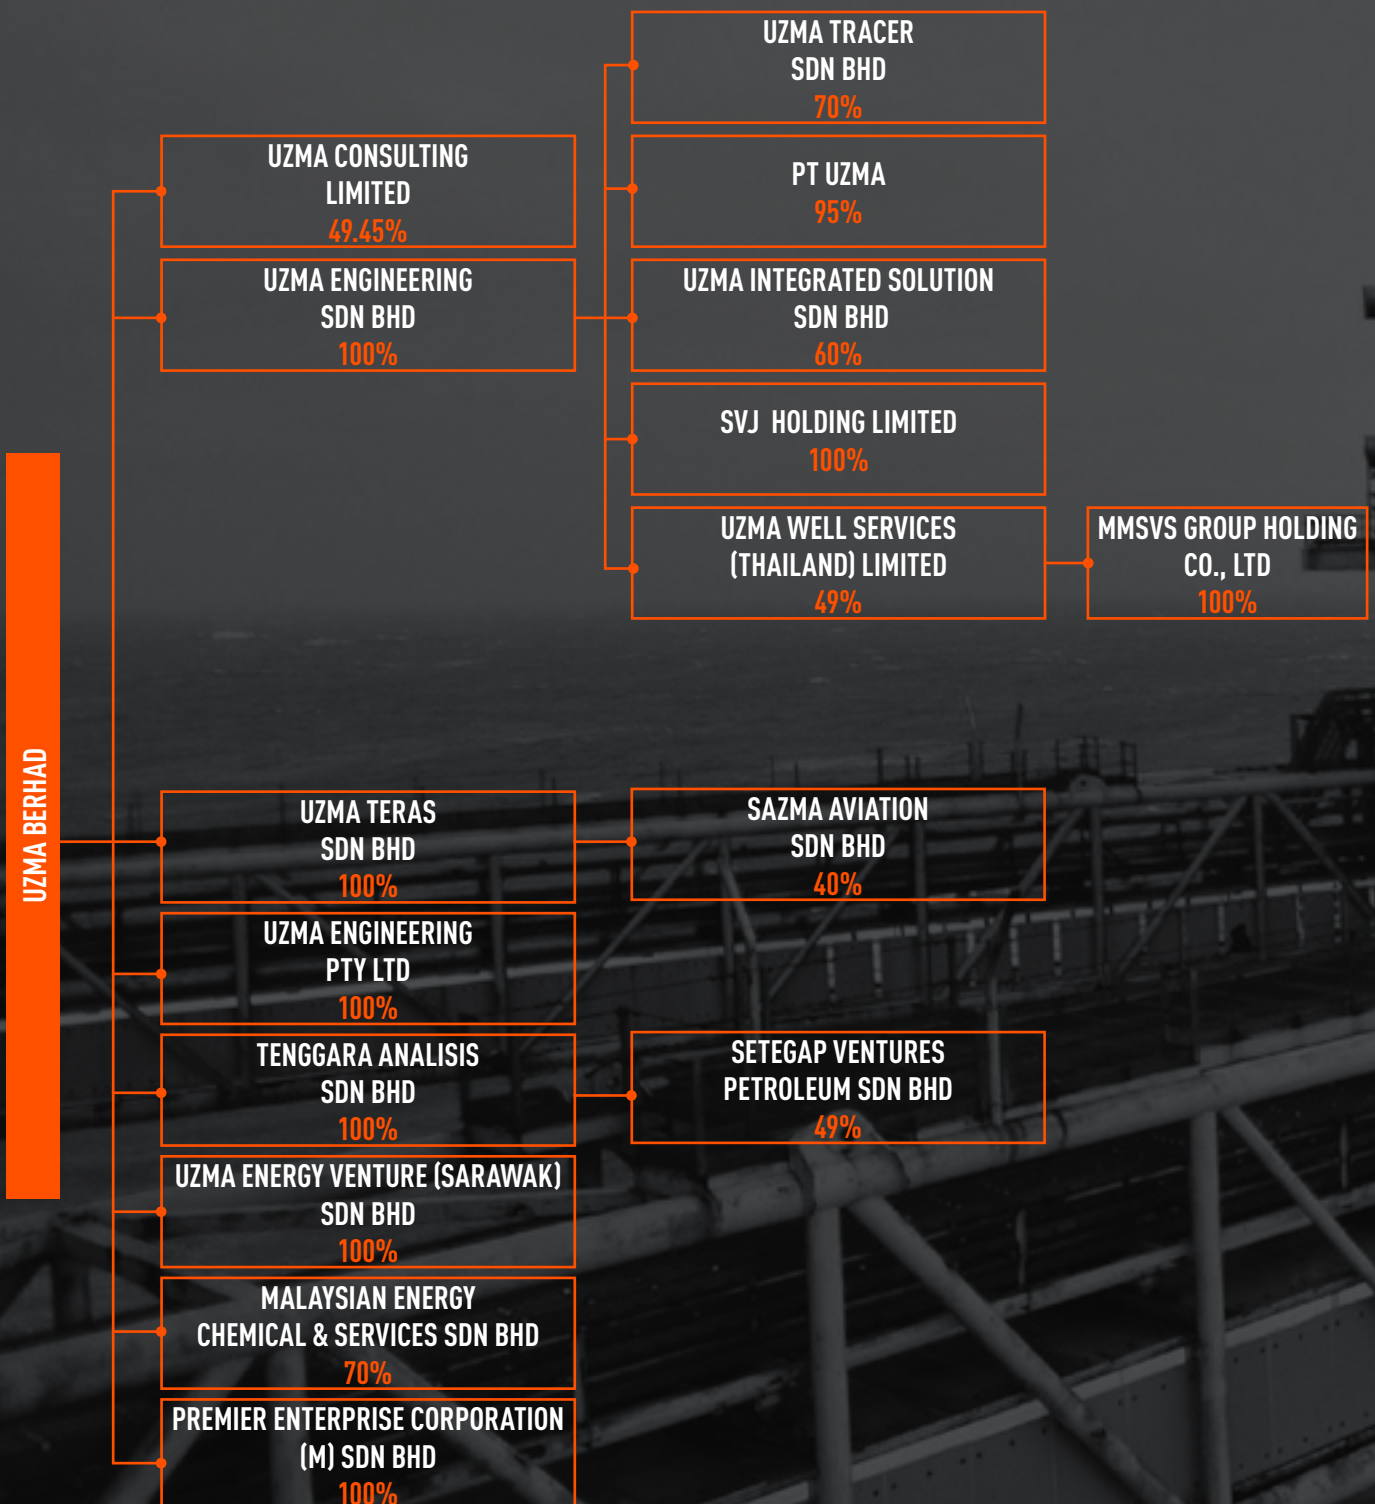 UZMA BERHAD
UZMA CONSULTING
LIMITED
49.45%
UZMA ENGINEERING
SDN BHD
100%
UZMA TRACER
SDN BHD
70%
PT UZMA
95%
UZMA INTEGRATED SOLUTION
SDN BHD
60%
SVJ HOLDING LIMITED
100%
UZMA WELL SERVICES
(THAILAND) LIMITED
49%
MMSVS GROUP HOLDING
CO., LTD
100%
UZMA TERAS
SDN BHD
100%
SAZMA AVIATION
SDN BHD
40%
UZMA ENGINEERING
PTY LTD
100%
TENGGARA ANALISIS
SDN BHD
100%
SETEGAP VENTURES
PETROLEUM SDN BHD
49%
UZMA ENERGY VENTURE (SARAWAK)
SDN BHD
100%
MALAYSIAN ENERGY
CHEMICAL & SERVICES SDN BHD
70%
PREMIER ENTERPRISE CORPORATION
(M) SDN BHD
100%